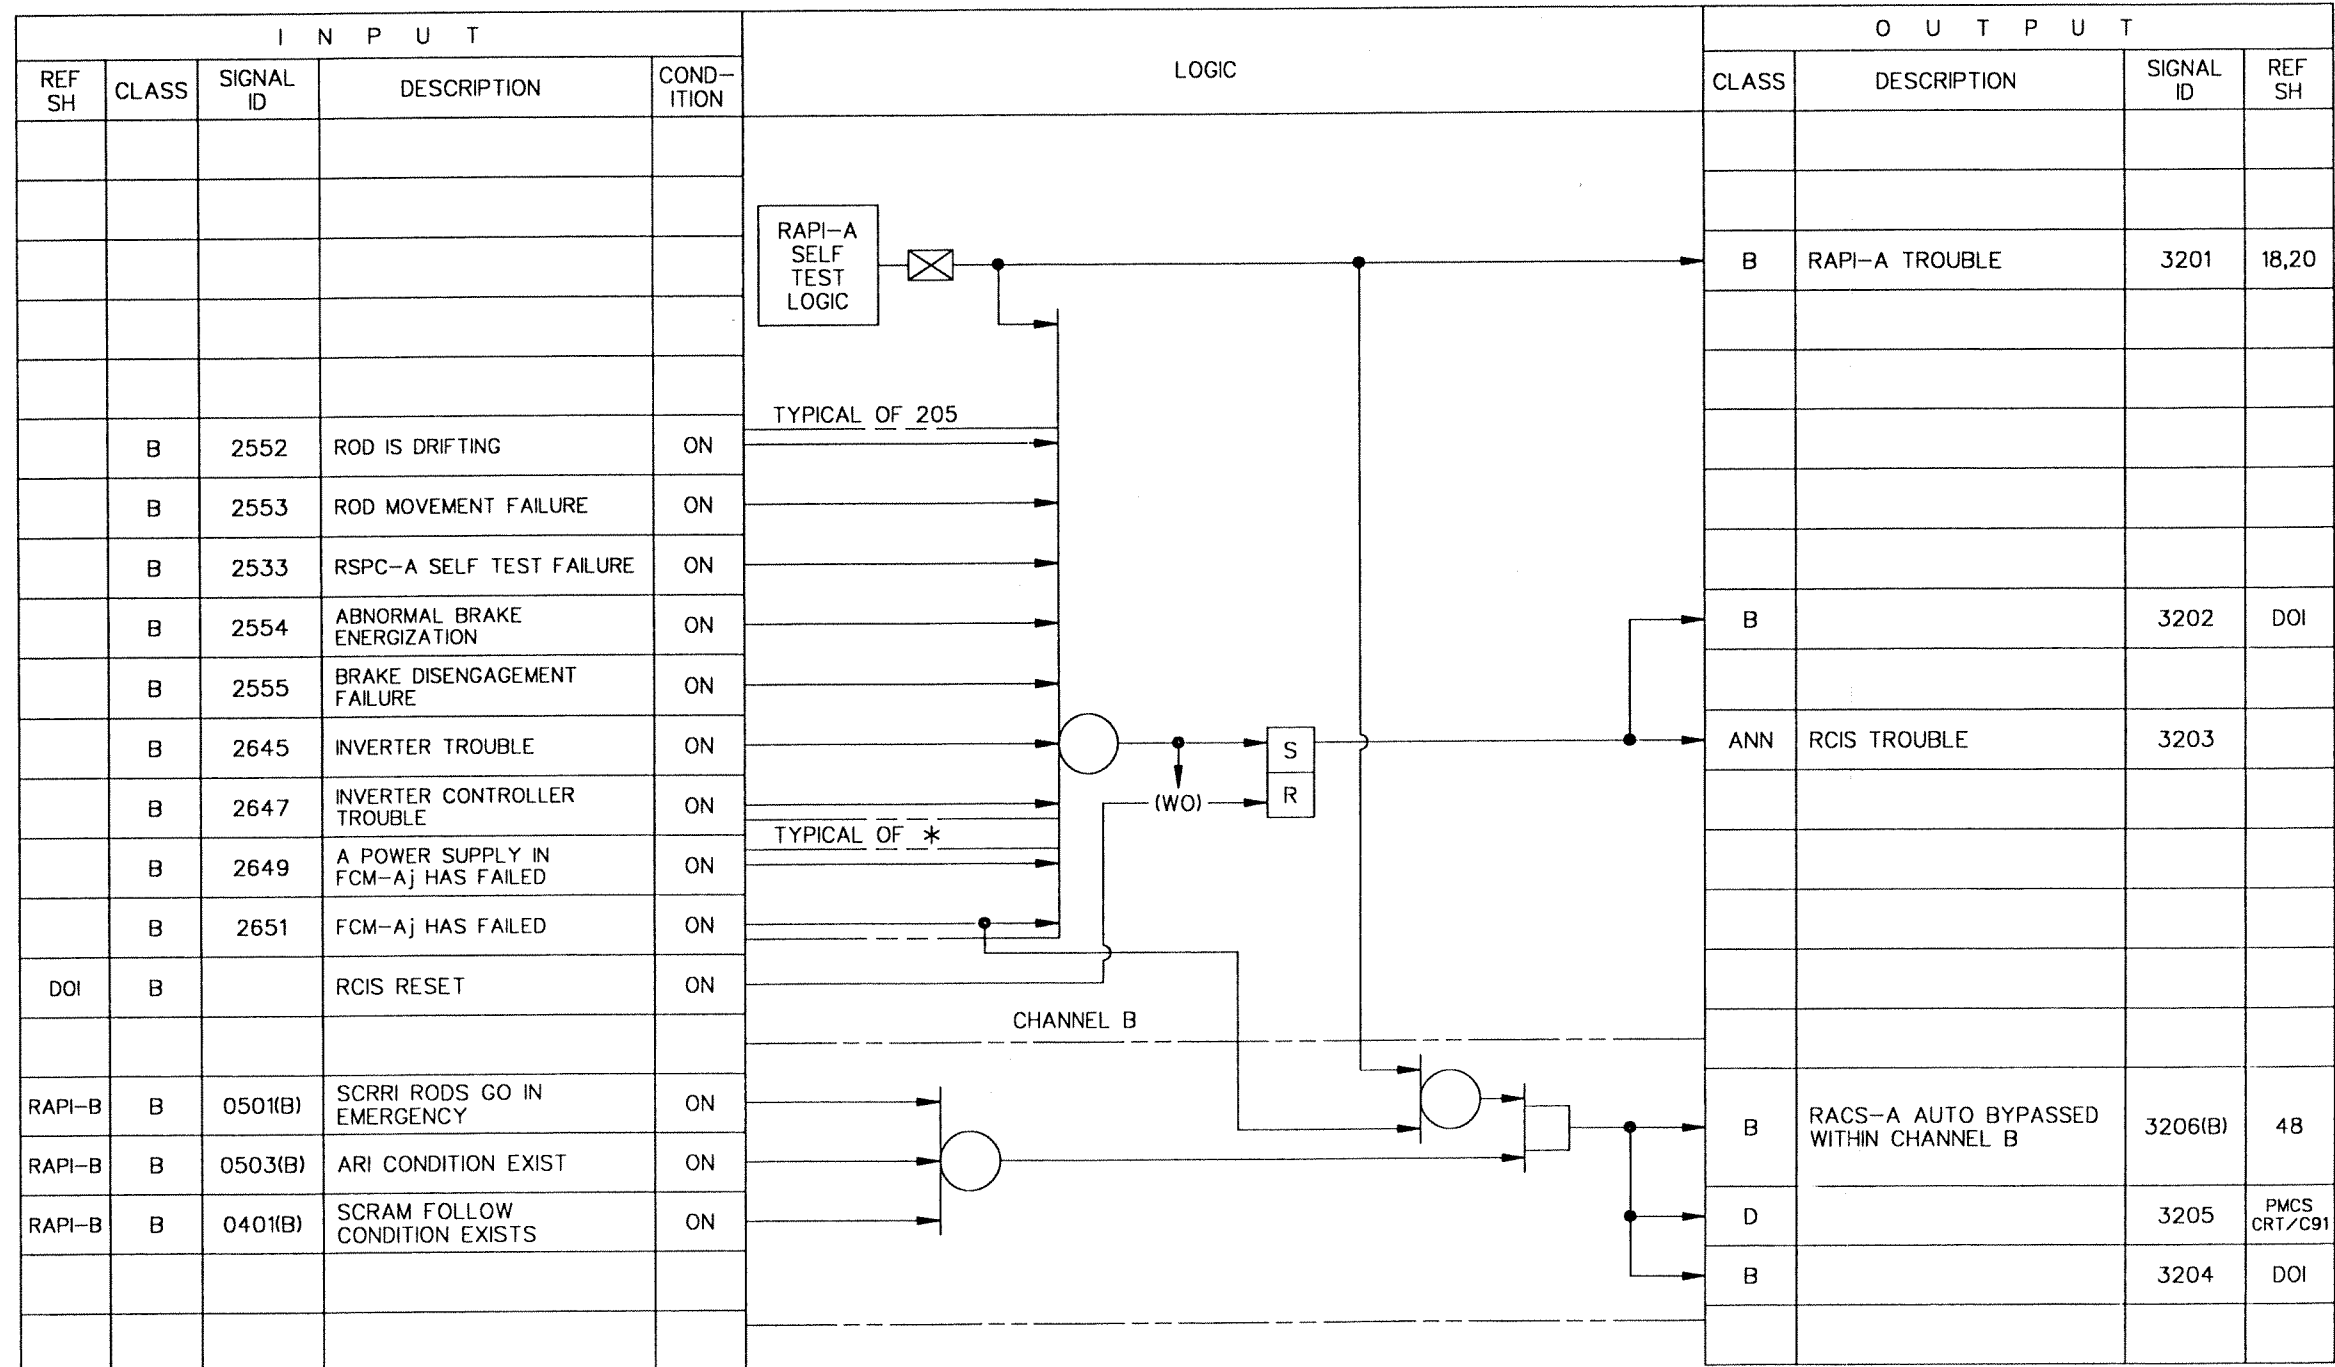 I N P U T
LOGIC
O U T P U T
REF SH
CLASS
SIGNAL ID
DESCRIPTION
COND-ITION
CLASS
DESCRIPTION
SIGNAL ID
REF SH
RAPI-A
SELF
TEST
LOGIC
B RAPI-A TROUBLE 3201 18,20
TYPICAL OF 205
B 2552 ROD IS DRIFTING ON
B 2553 ROD MOVEMENT FAILURE ON
B 2533 RSPC-A SELF TEST FAILURE ON
B 2554 ABNORMAL BRAKE
ENERGIZATION ON
B 3202 DOI
B 2555 BRAKE DISENGAGEMENT
FAILURE ON
B 2645 INVERTER TROUBLE ON
S
R
(WO)
ANN RCIS TROUBLE 3203
B 2647 INVERTER CONTROLLER
TROUBLE ON
TYPICAL OF *
B 2649 A POWER SUPPLY IN
FCM-Aj HAS FAILED ON
B 2651 FCM-Aj HAS FAILED ON
DOI B RCIS RESET ON
CHANNEL B
RAPI-B B 0501(B) SCRRI RODS GO IN
EMERGENCY ON
B RACS-A AUTO BYPASSED
WITHIN CHANNEL B 3206(B) 48
RAPI-B B 0503(B) ARI CONDITION EXIST ON
RAPI-B B 0401(B) SCRAM FOLLOW
CONDITION EXISTS ON
D 3205 PMCS
CRT/C91
B 3204 DOI